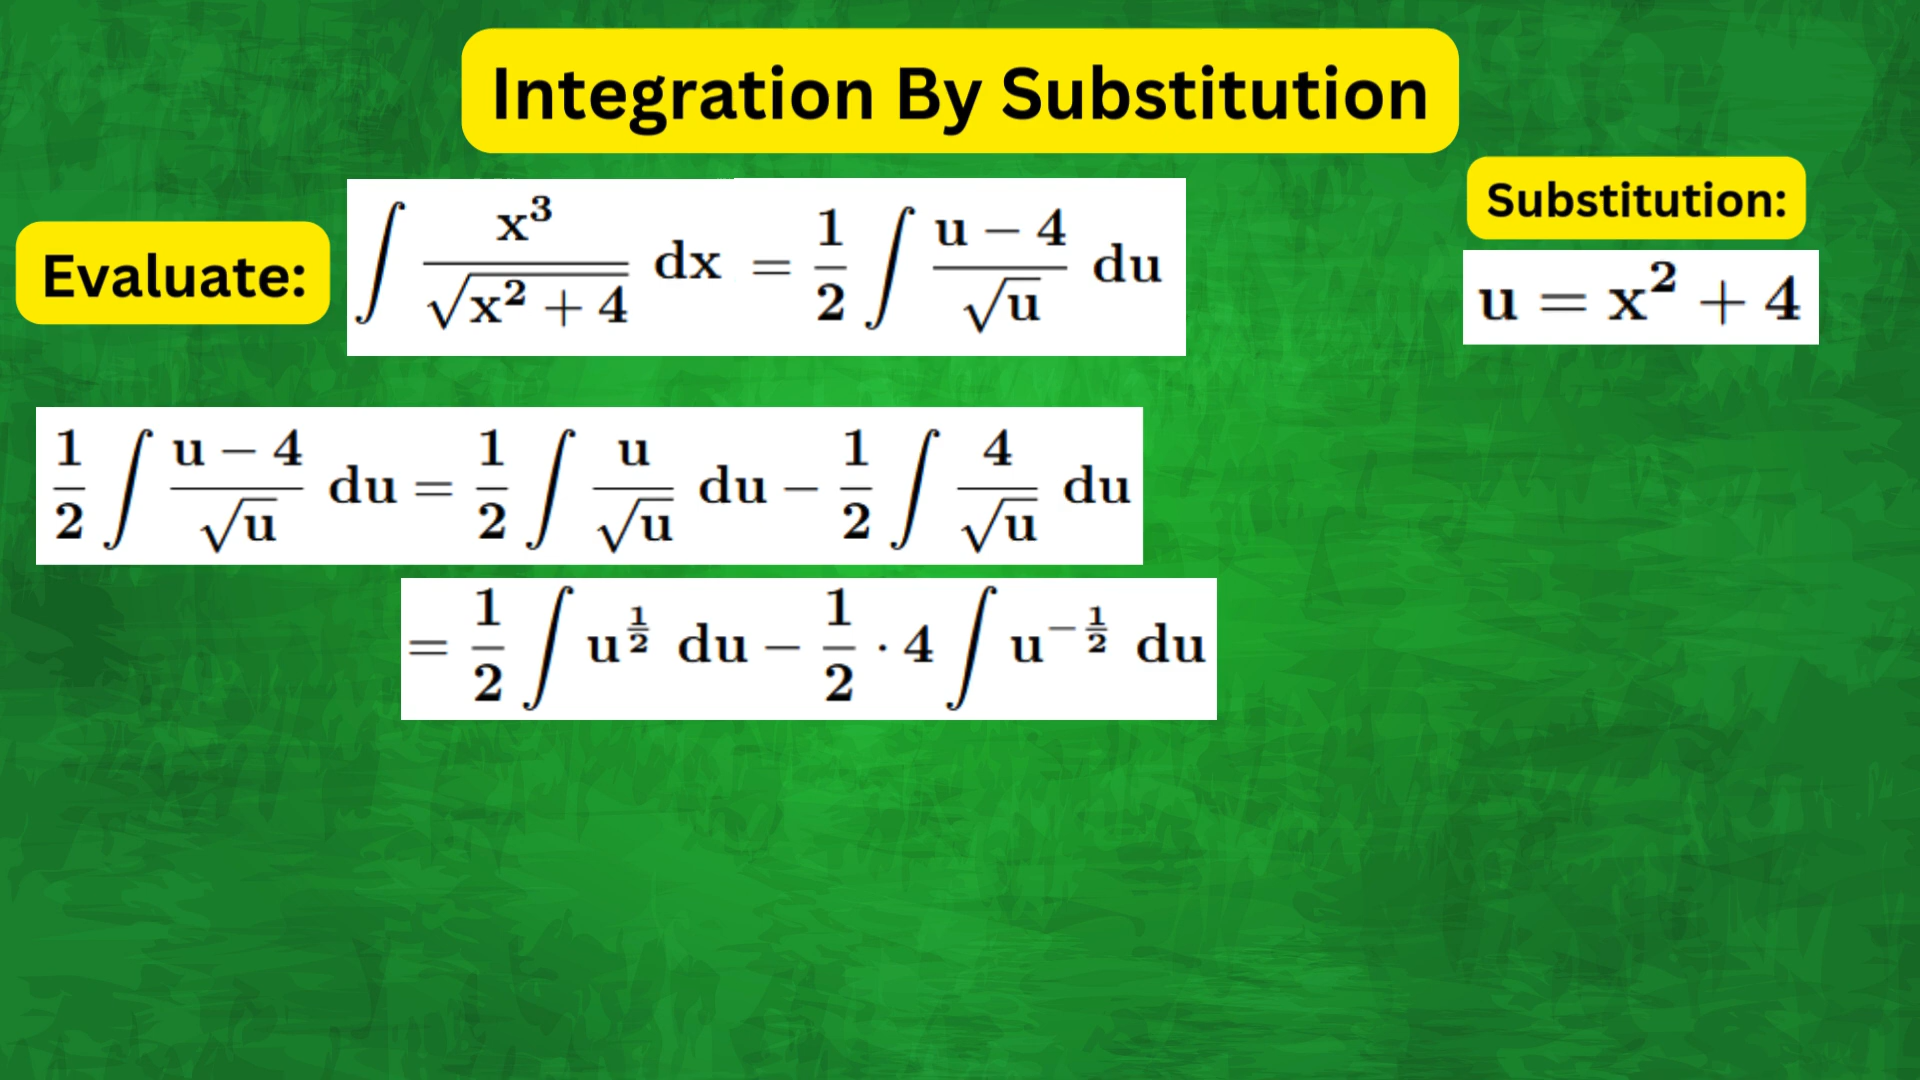 Integration By Substitution
Evaluate: ∫ x³/√(x² + 4) dx = 1/2 ∫ (u − 4)/√u du
Substitution:
u = x² + 4
1/2 ∫ (u − 4)/√u du = 1/2 ∫ u/√u du − 1/2 ∫ 4/√u du
= 1/2 ∫ u^(1/2) du − 1/2 · 4 ∫ u^(−1/2) du